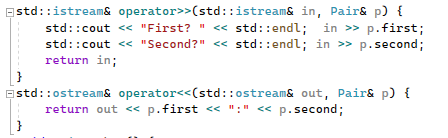 std::istream& operator>>(std::istream& in, Pair& p) {
    std::cout << "First? " << std::endl;  in >> p.first;
    std::cout << "Second?" << std::endl; in >> p.second;
    return in;
}
std::ostream& operator<<(std::ostream& out, Pair& p) {
    return out << p.first << ":" << p.second;
}